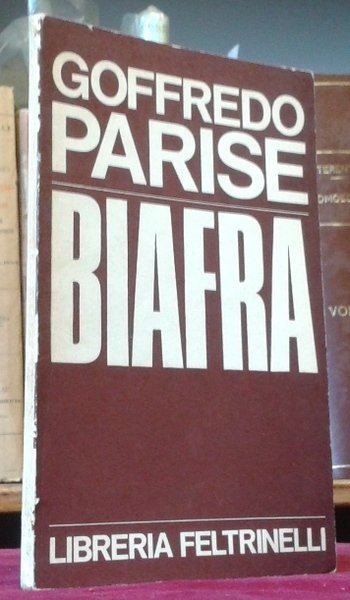 GOFFREDO
PARISE
BIAFRA
LIBRERIA FELTRINELLI